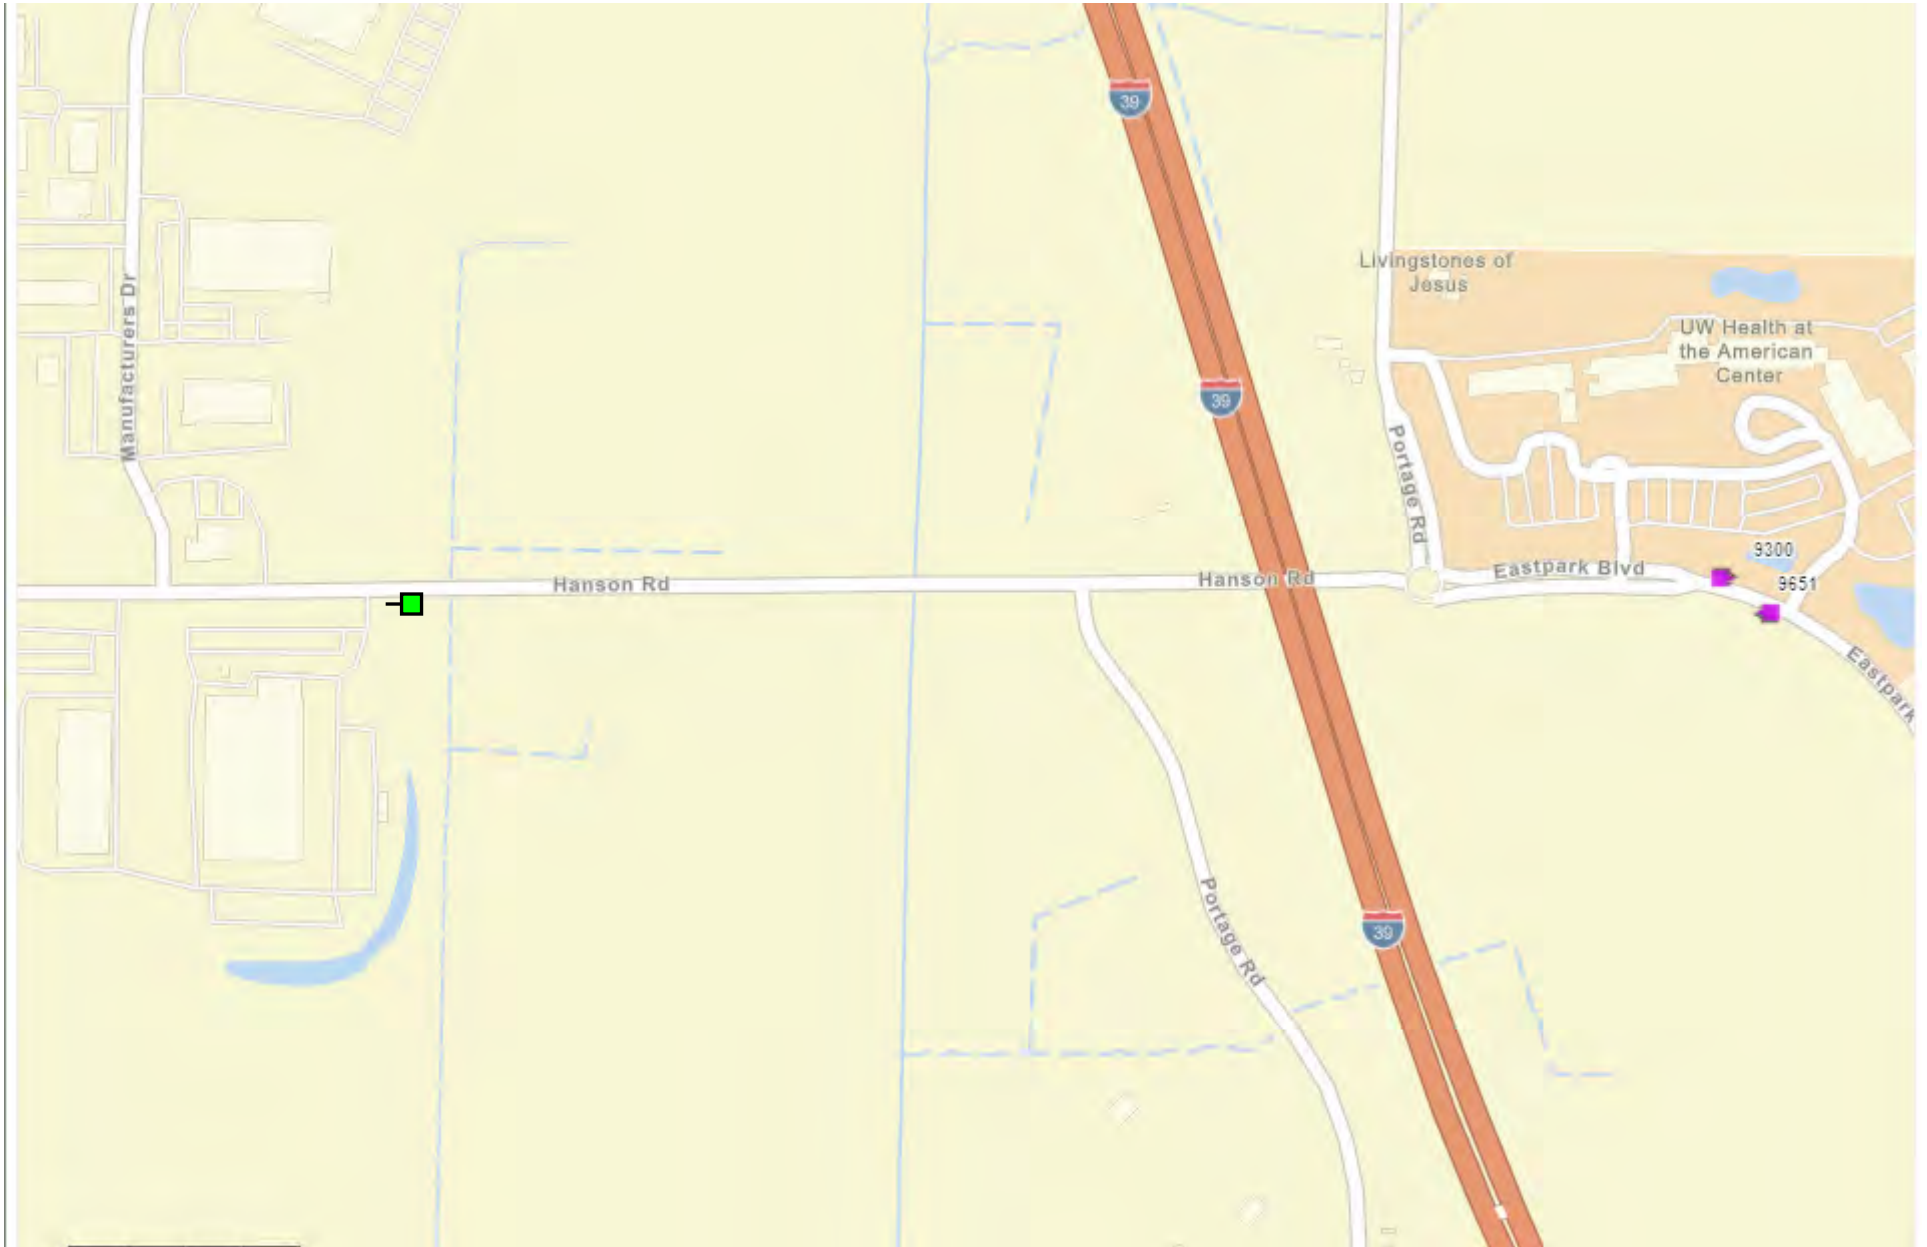 39
Livingstones of
Jesus
Manufacturers Dr
UW Health at
the American
Center
39
Portage Rd
9300
Eastpark Blvd
Hanson Rd
Hanson Rd
9651
Eastpark
Portage Rd
39